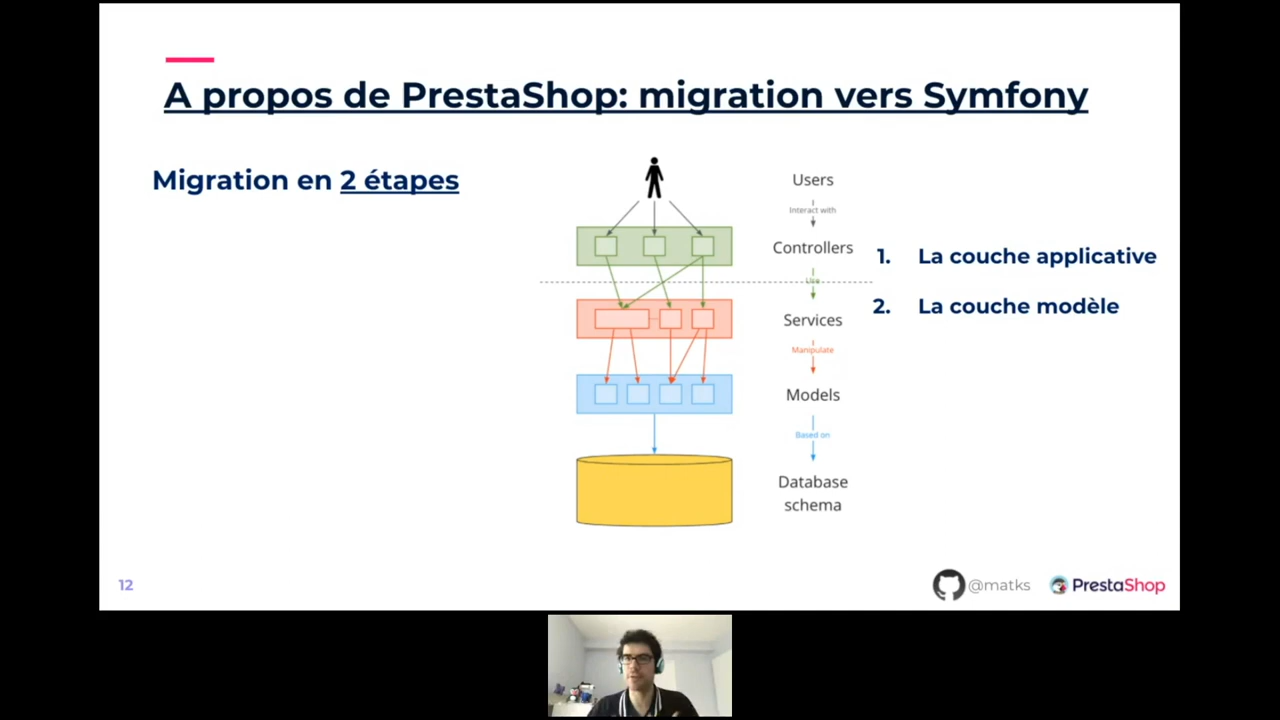 A propos de PrestaShop: migration vers Symfony
Migration en 2 étapes
Users
Interact with
Controllers
Use
Services
Manipulate
Models
Based on
Database
schema
1. La couche applicative
2. La couche modèle
12
@matks
PrestaShop